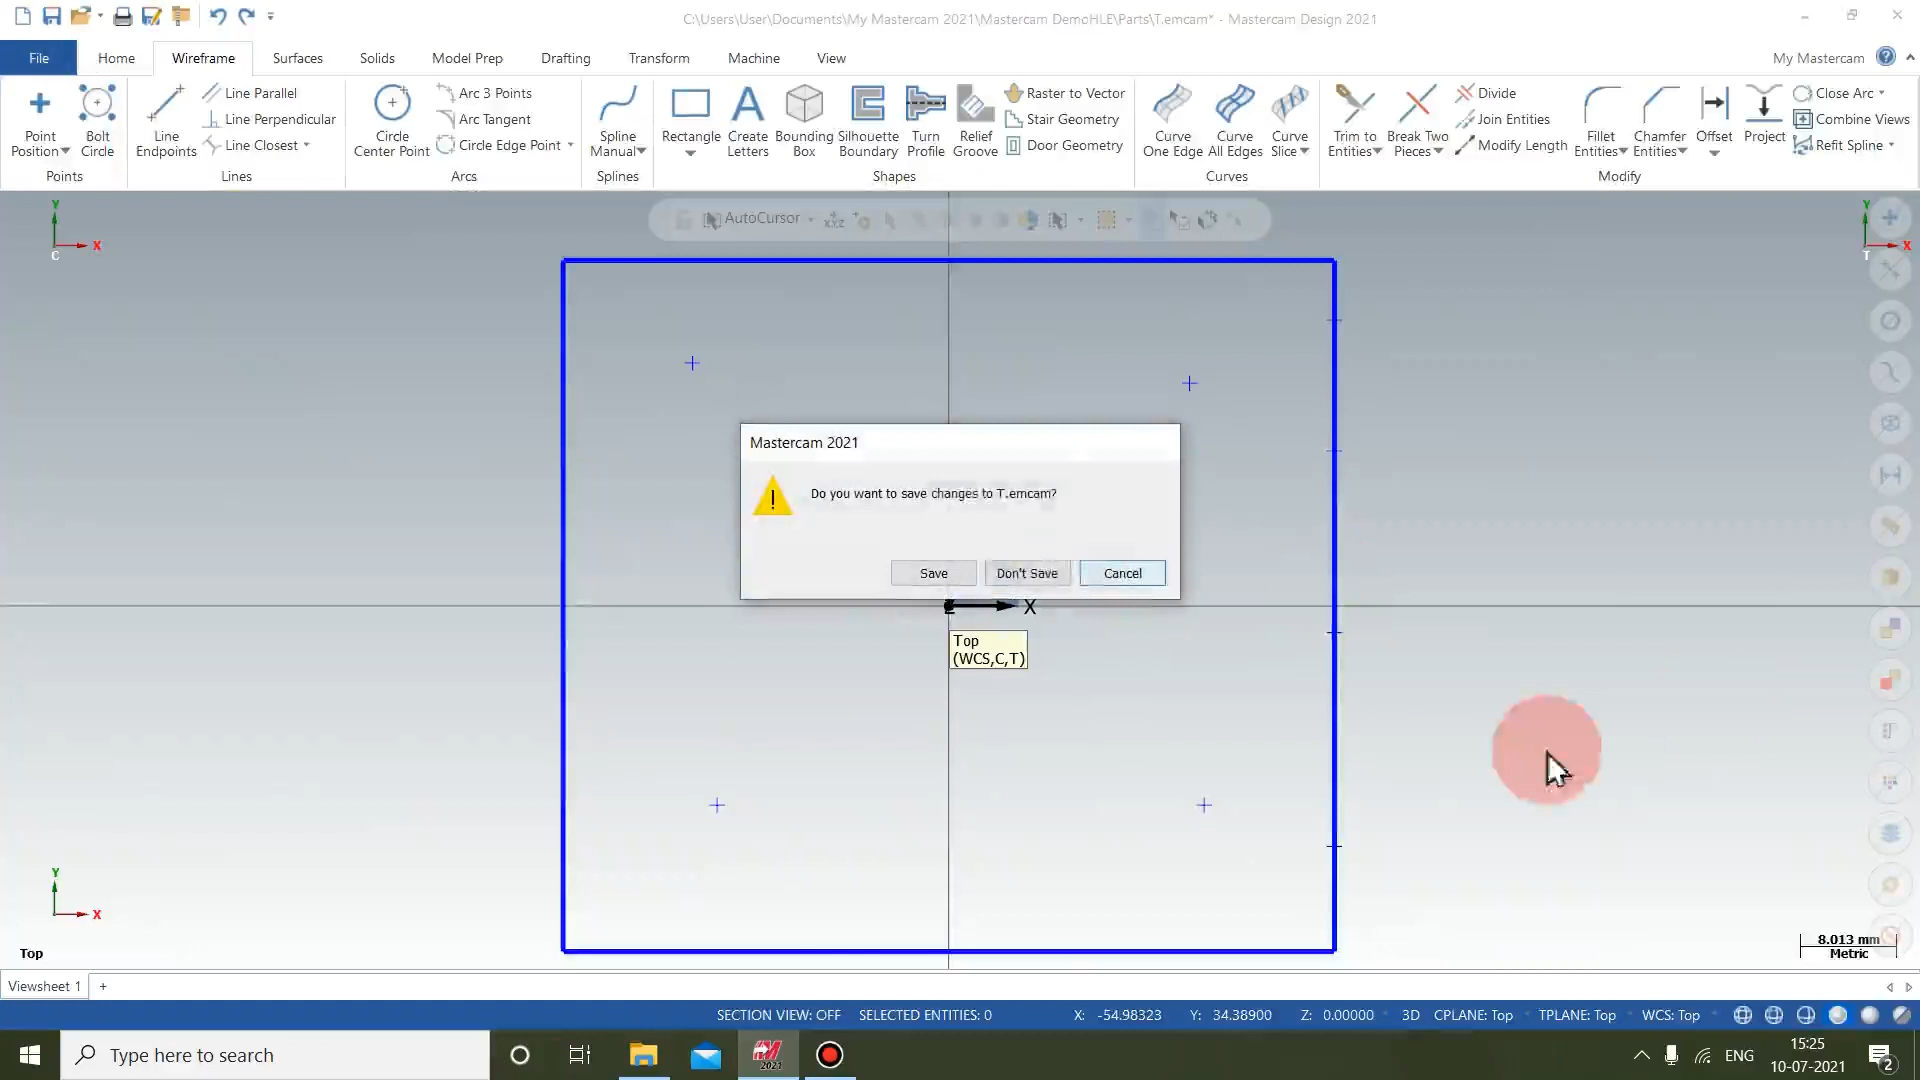 C:\Users\User\Documents\My Mastercam 2021\Mastercam DemoHLE\Parts\T.emcam* - Mastercam Design 2021
File Home Wireframe Surfaces Solids Model Prep Drafting Transform Machine View My Mastercam
Point Position
Bolt Circle
Points
Line Endpoints
Line Parallel
Line Perpendicular
Line Closest
Lines
Circle Center Point
Arc 3 Points
Arc Tangent
Circle Edge Point
Arcs
Spline Manual
Splines
Rectangle
Create Letters
Bounding Box
Silhouette Boundary
Turn Profile
Relief Groove
Raster to Vector
Stair Geometry
Door Geometry
Shapes
Curve One Edge
Curve All Edges
Curve Slice
Curves
Trim to Entities
Break Two Pieces
Divide
Join Entities
Modify Length
Fillet Entities
Chamfer Entities
Offset
Project
Close Arc
Combine Views
Refit Spline
Modify
AutoCursor
Y
X
C
Y
X
T
Mastercam 2021
Do you want to save changes to T.emcam?
Save Don't Save Cancel
X
Top
(WCS,C,T)
Y
X
Top
8.013 mm
Metric
Viewsheet 1 +
SECTION VIEW: OFF SELECTED ENTITIES: 0 X: -54.98323 Y: 34.38900 Z: 0.00000 3D CPLANE: Top TPLANE: Top WCS: Top
Type here to search
2021
ENG
15:25
10-07-2021
2